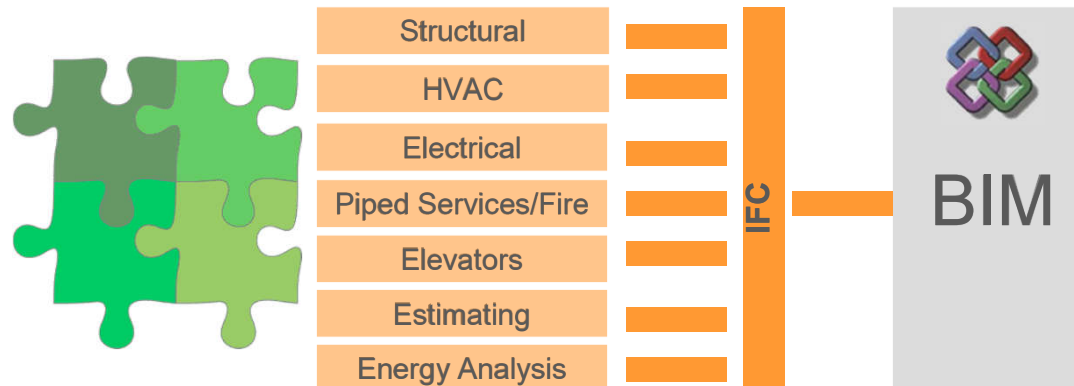 Structural
HVAC
Electrical
Piped Services/Fire
Elevators
Estimating
Energy Analysis
IFC
BIM